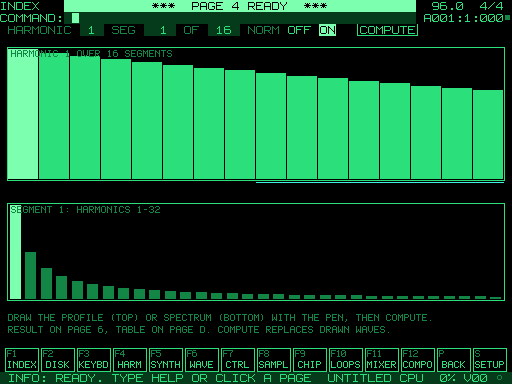 INDEX *** PAGE 4 READY *** 96.0 4/4
COMMAND: A001:1:000
HARMONIC 1 SEG 1 OF 16 NORM OFF ON COMPUTE
HARMONIC 1 OVER 16 SEGMENTS
SEGMENT 1: HARMONICS 1-32
DRAW THE PROFILE (TOP) OR SPECTRUM (BOTTOM) WITH THE PEN, THEN COMPUTE.
RESULT ON PAGE 6, TABLE ON PAGE D. COMPUTE REPLACES DRAWN WAVES.
F1 F2 F3 F4 F5 F6 F7 F8 F9 F10 F11 F12 P S
INDEX DISK KEYBD HARM SYNTH WAVE CTRL SAMPL CHIP LOOPS MIXER COMPO BACK SETUP
INFO: READY. TYPE HELP OR CLICK A PAGE UNTITLED CPU 0% V00